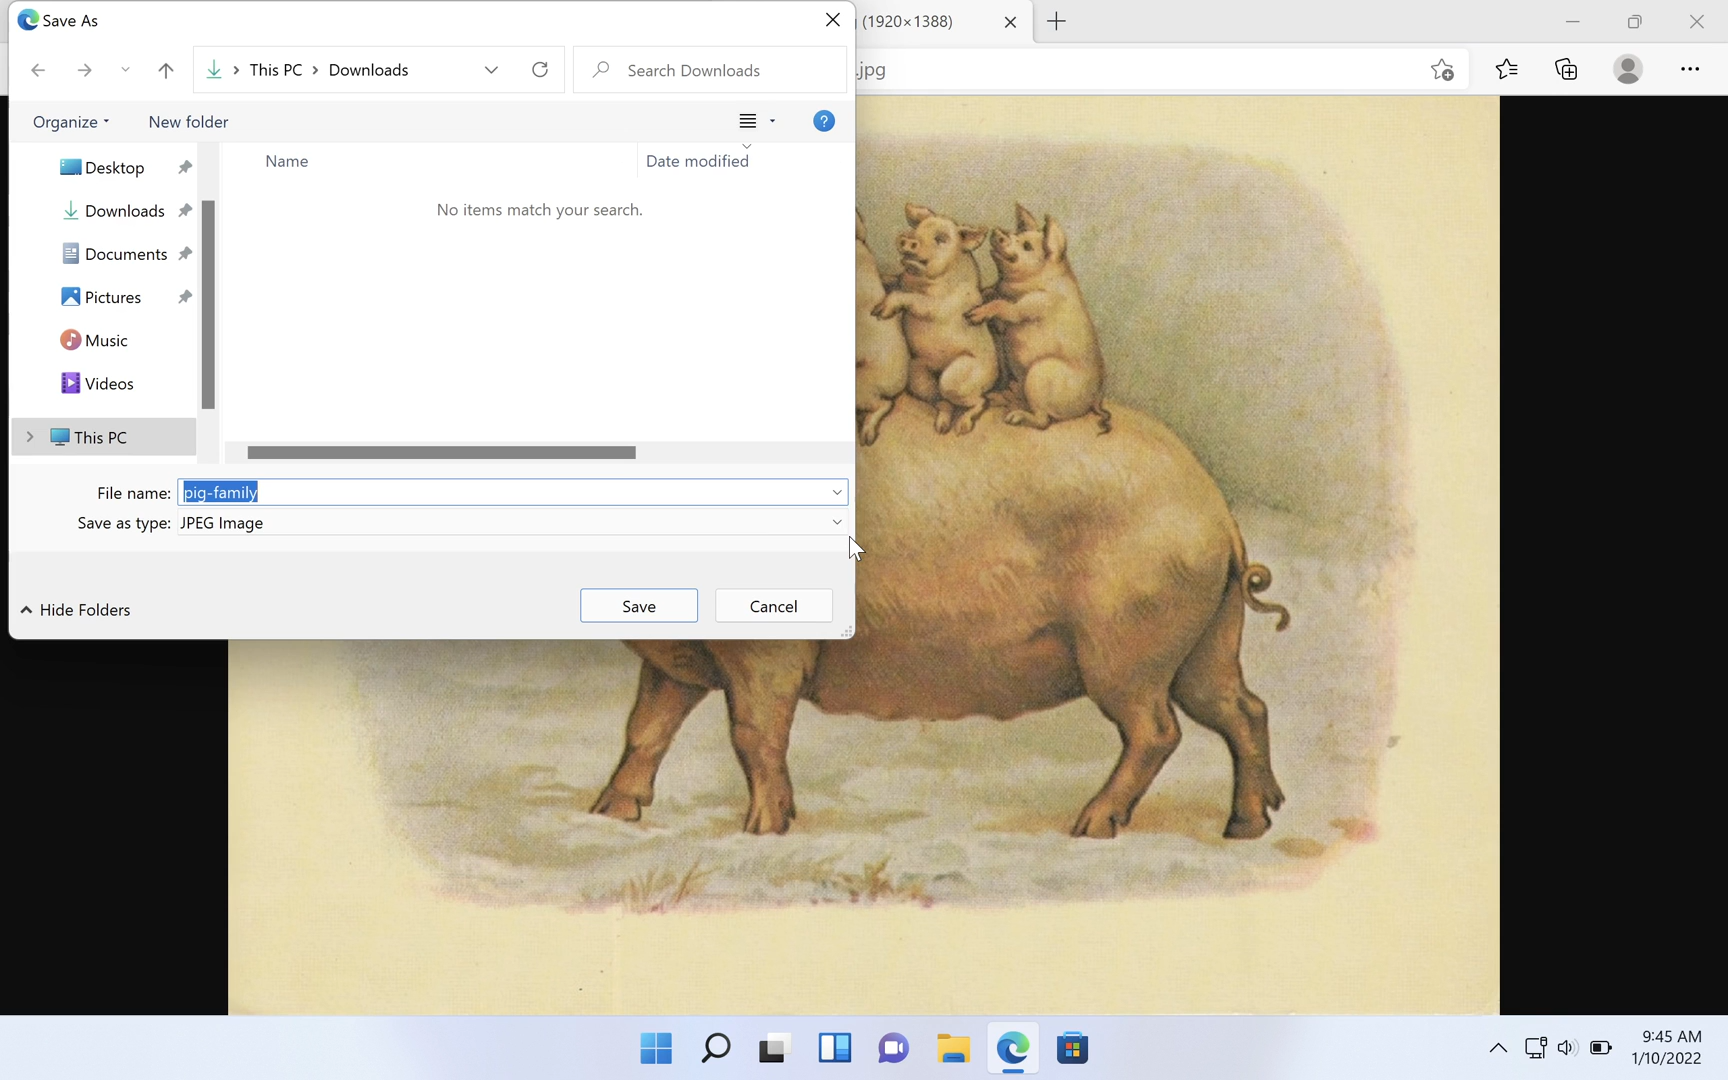 Save As
(1920×1388)
This PC
Downloads
Search Downloads
.jpg
Organize
New folder
?
Name
Date modified
No items match your search.
Desktop
Downloads
Documents
Pictures
Music
Videos
This PC
File name: pig-family
Save as type: JPEG Image
Hide Folders
Save
Cancel
9:45 AM
1/10/2022